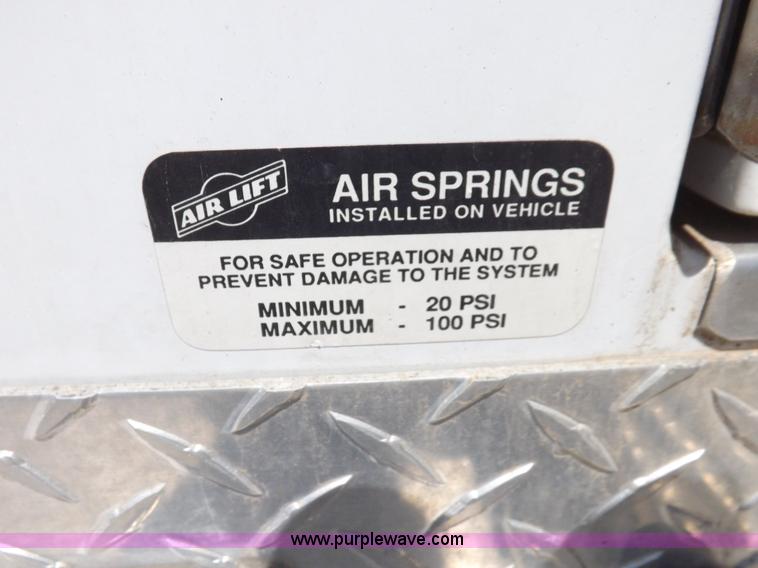 AIR LIFT
AIR SPRINGS
INSTALLED ON VEHICLE
FOR SAFE OPERATION AND TO
PREVENT DAMAGE TO THE SYSTEM
MINIMUM - 20 PSI
MAXIMUM - 100 PSI
www.purplewave.com